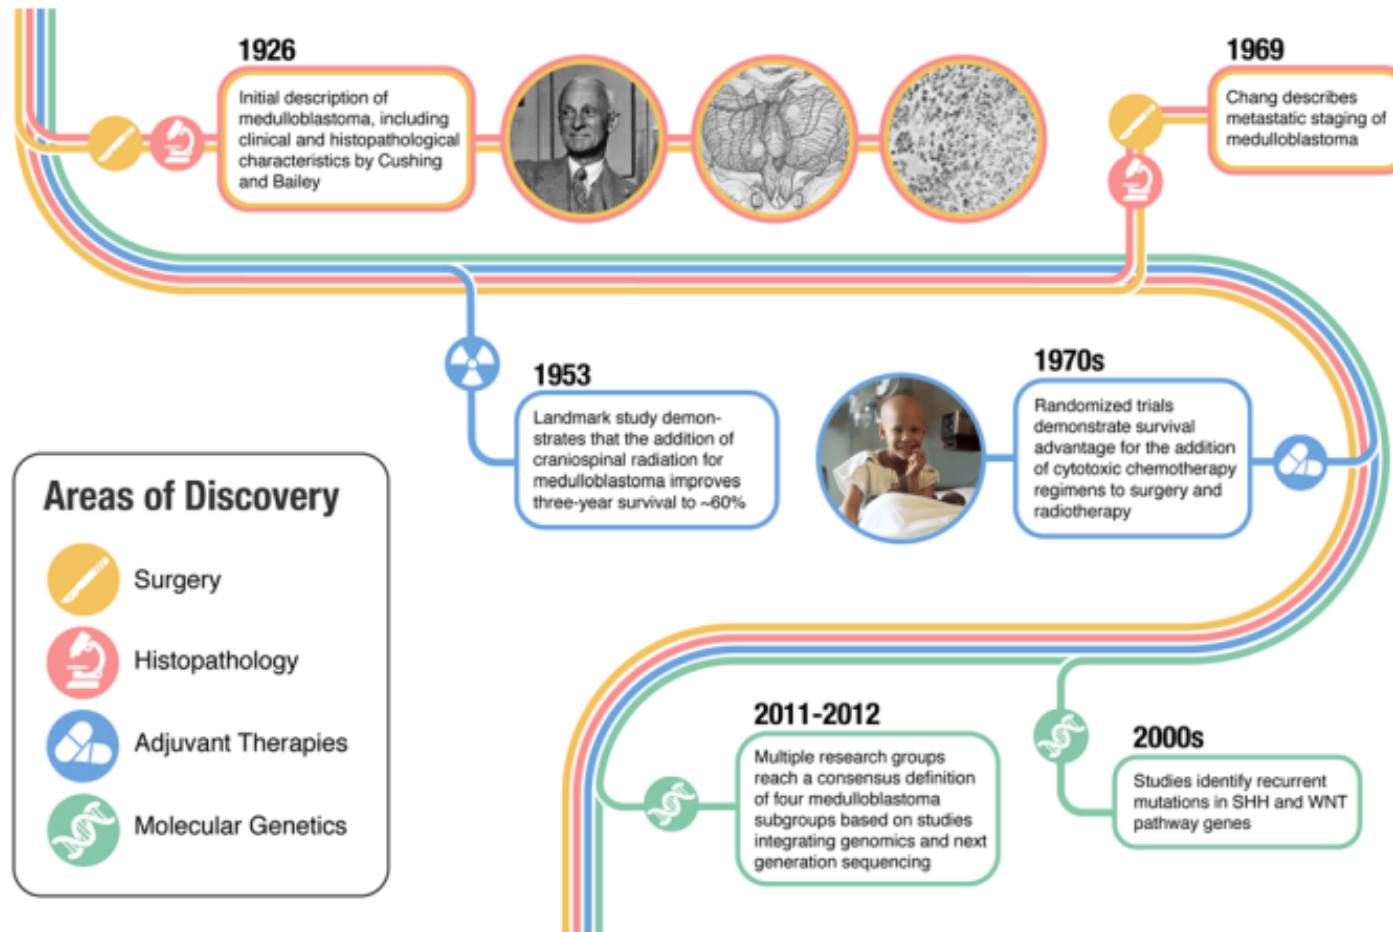 1926
Initial description of
medulloblastoma, including
clinical and histopathological
characteristics by Cushing
and Bailey
1969
Chang describes
metastatic staging of
medulloblastoma
1953
Landmark study demon-
strates that the addition of
craniospinal radiation for
medulloblastoma improves
three-year survival to ~60%
1970s
Randomized trials
demonstrate survival
advantage for the addition
of cytotoxic chemotherapy
regimens to surgery and
radiotherapy
Areas of Discovery
Surgery
Histopathology
Adjuvant Therapies
Molecular Genetics
2011-2012
Multiple research groups
reach a consensus definition
of four medulloblastoma
subgroups based on studies
integrating genomics and next
generation sequencing
2000s
Studies identify recurrent
mutations in SHH and WNT
pathway genes